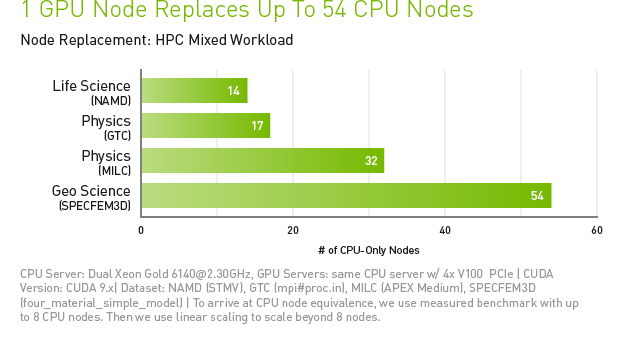 1 GPU Node Replaces Up To 54 CPU Nodes
Node Replacement: HPC Mixed Workload
Life Science
(NAMD)
14
Physics
(GTC)
17
Physics
(MILC)
32
Geo Science
(SPECFEM3D)
54
0 20 40 60
# of CPU-Only Nodes
CPU Server: Dual Xeon Gold 6140@2.30GHz, GPU Servers: same CPU server w/ 4x V100 PCIe | CUDA
Version: CUDA 9.x| Dataset: NAMD (STMV), GTC (mpi#proc.in), MILC (APEX Medium), SPECFEM3D
(four_material_simple_model) | To arrive at CPU node equivalence, we use measured benchmark with up
to 8 CPU nodes. Then we use linear scaling to scale beyond 8 nodes.